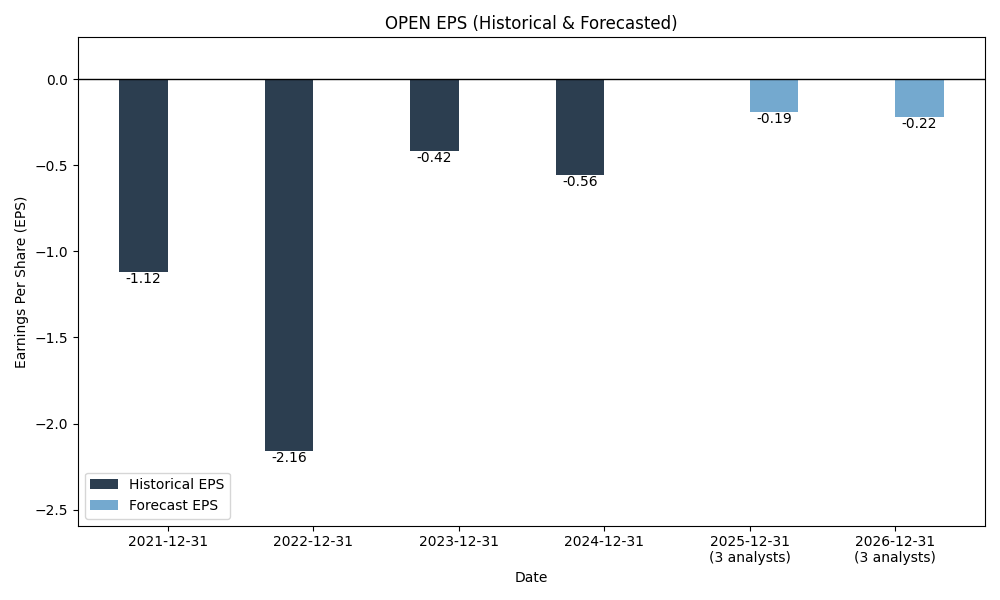 OPEN EPS (Historical & Forecasted)
Earnings Per Share (EPS)
0.0
−0.5
−1.0
−1.5
−2.0
−2.5
-1.12
-2.16
-0.42
-0.56
-0.19
-0.22
Historical EPS
Forecast EPS
2021-12-31
2022-12-31
2023-12-31
2024-12-31
2025-12-31
(3 analysts)
2026-12-31
(3 analysts)
Date